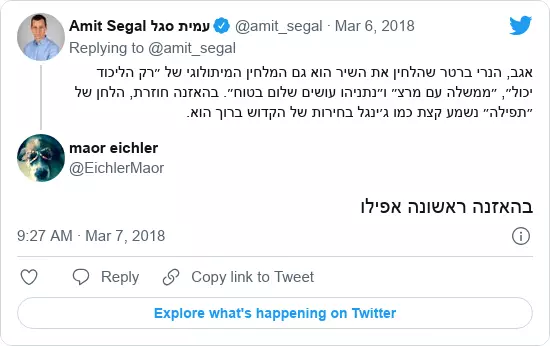 Amit Segal עמית סגל @amit_segal · Mar 6, 2018
Replying to @amit_segal
אגב, הנרי ברטר שהלחין את השיר הוא גם המלחין המיתולוגי של ״רק הליכוד
יכול״, ״ממשלה עם מרצ״ ו״נתניהו עושים שלום בטוח״. בהאזנה חוזרת, הלחן של
״תפילה״ נשמע קצת כמו ג׳ינגל בחירות של הקדוש ברוך הוא.
maor eichler
@EichlerMaor
בהאזנה ראשונה אפילו
9:27 AM · Mar 7, 2018
Reply
Copy link to Tweet
Explore what's happening on Twitter